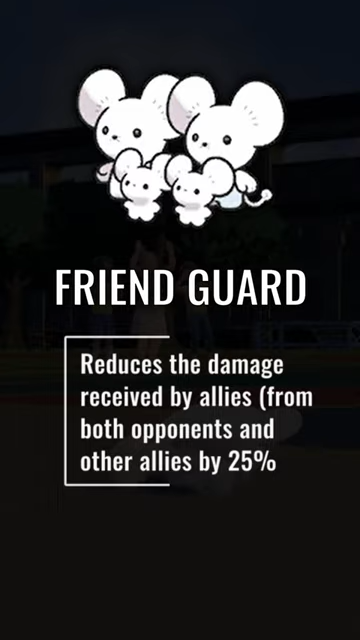 FRIEND GUARD
Reduces the damage
received by allies (from
both opponents and
other allies by 25%